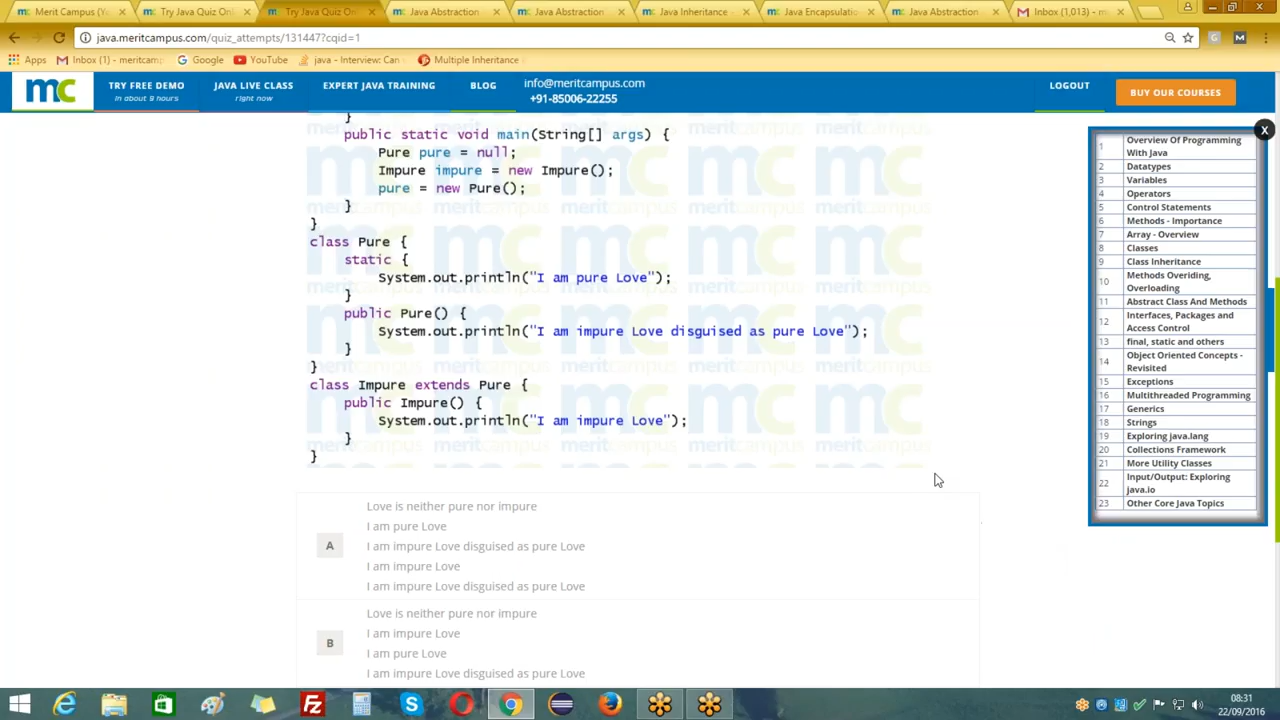 Merit Campus (Yo
Try Java Quiz Onli
Try Java Quiz Onl
Java Abstraction
Java Abstraction
Java Inheritance -
Java Encapsulatio
Java Abstraction
Inbox (1,013) - m
java.meritcampus.com/quiz_attempts/131447?cqid=1
Apps
Inbox (1) - meritcamp
Google
YouTube
java - Interview: Can
Multiple Inheritance
mc
TRY FREE DEMO
in about 9 hours
JAVA LIVE CLASS
right now
EXPERT JAVA TRAINING
BLOG
info@meritcampus.com
+91-85006-22255
LOGOUT
BUY OUR COURSES
}
public static void main(String[] args) {
Pure pure = null;
Impure impure = new Impure();
pure = new Pure();
}
}
class Pure {
static {
System.out.println("I am pure Love");
}
public Pure() {
System.out.println("I am impure Love disguised as pure Love");
}
}
class Impure extends Pure {
public Impure() {
System.out.println("I am impure Love");
}
}
A
Love is neither pure nor impure
I am pure Love
I am impure Love disguised as pure Love
I am impure Love
I am impure Love disguised as pure Love
B
Love is neither pure nor impure
I am impure Love
I am pure Love
I am impure Love disguised as pure Love
X
1 Overview Of Programming
With Java
2 Datatypes
3 Variables
4 Operators
5 Control Statements
6 Methods - Importance
7 Array - Overview
8 Classes
9 Class Inheritance
10 Methods Overiding,
Overloading
11 Abstract Class And Methods
12 Interfaces, Packages and
Access Control
13 final, static and others
14 Object Oriented Concepts -
Revisited
15 Exceptions
16 Multithreaded Programming
17 Generics
18 Strings
19 Exploring java.lang
20 Collections Framework
21 More Utility Classes
22 Input/Output: Exploring
java.io
23 Other Core Java Topics
08:31
22/09/2016